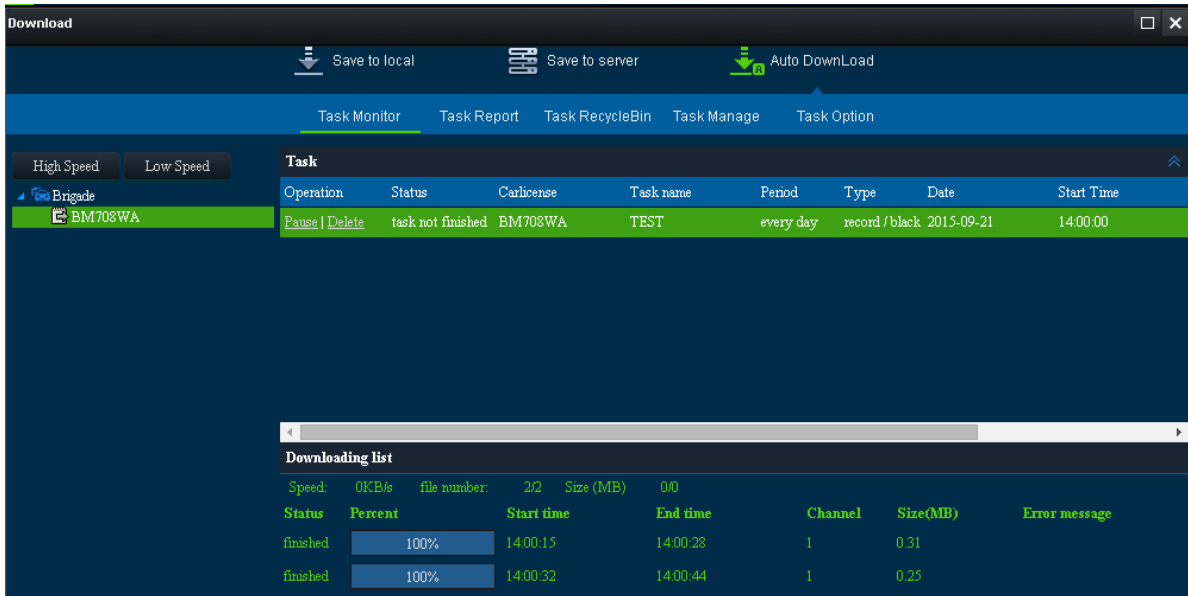 Download
Save to local Save to server Auto DownLoad
Task Monitor Task Report Task RecycleBin Task Manage Task Option
High Speed Low Speed
Brigade
BM708WA
Task
Operation Status Carlicense Task name Period Type Date Start Time
Pause | Delete task not finished BM708WA TEST every day record / black 2015-09-21 14:00:00
Downloading list
Speed: 0KB/s file number: 2/2 Size (MB) 0/0
Status Percent Start time End time Channel Size(MB) Error message
finished 100% 14:00:15 14:00:28 1 0.31
finished 100% 14:00:32 14:00:44 1 0.25